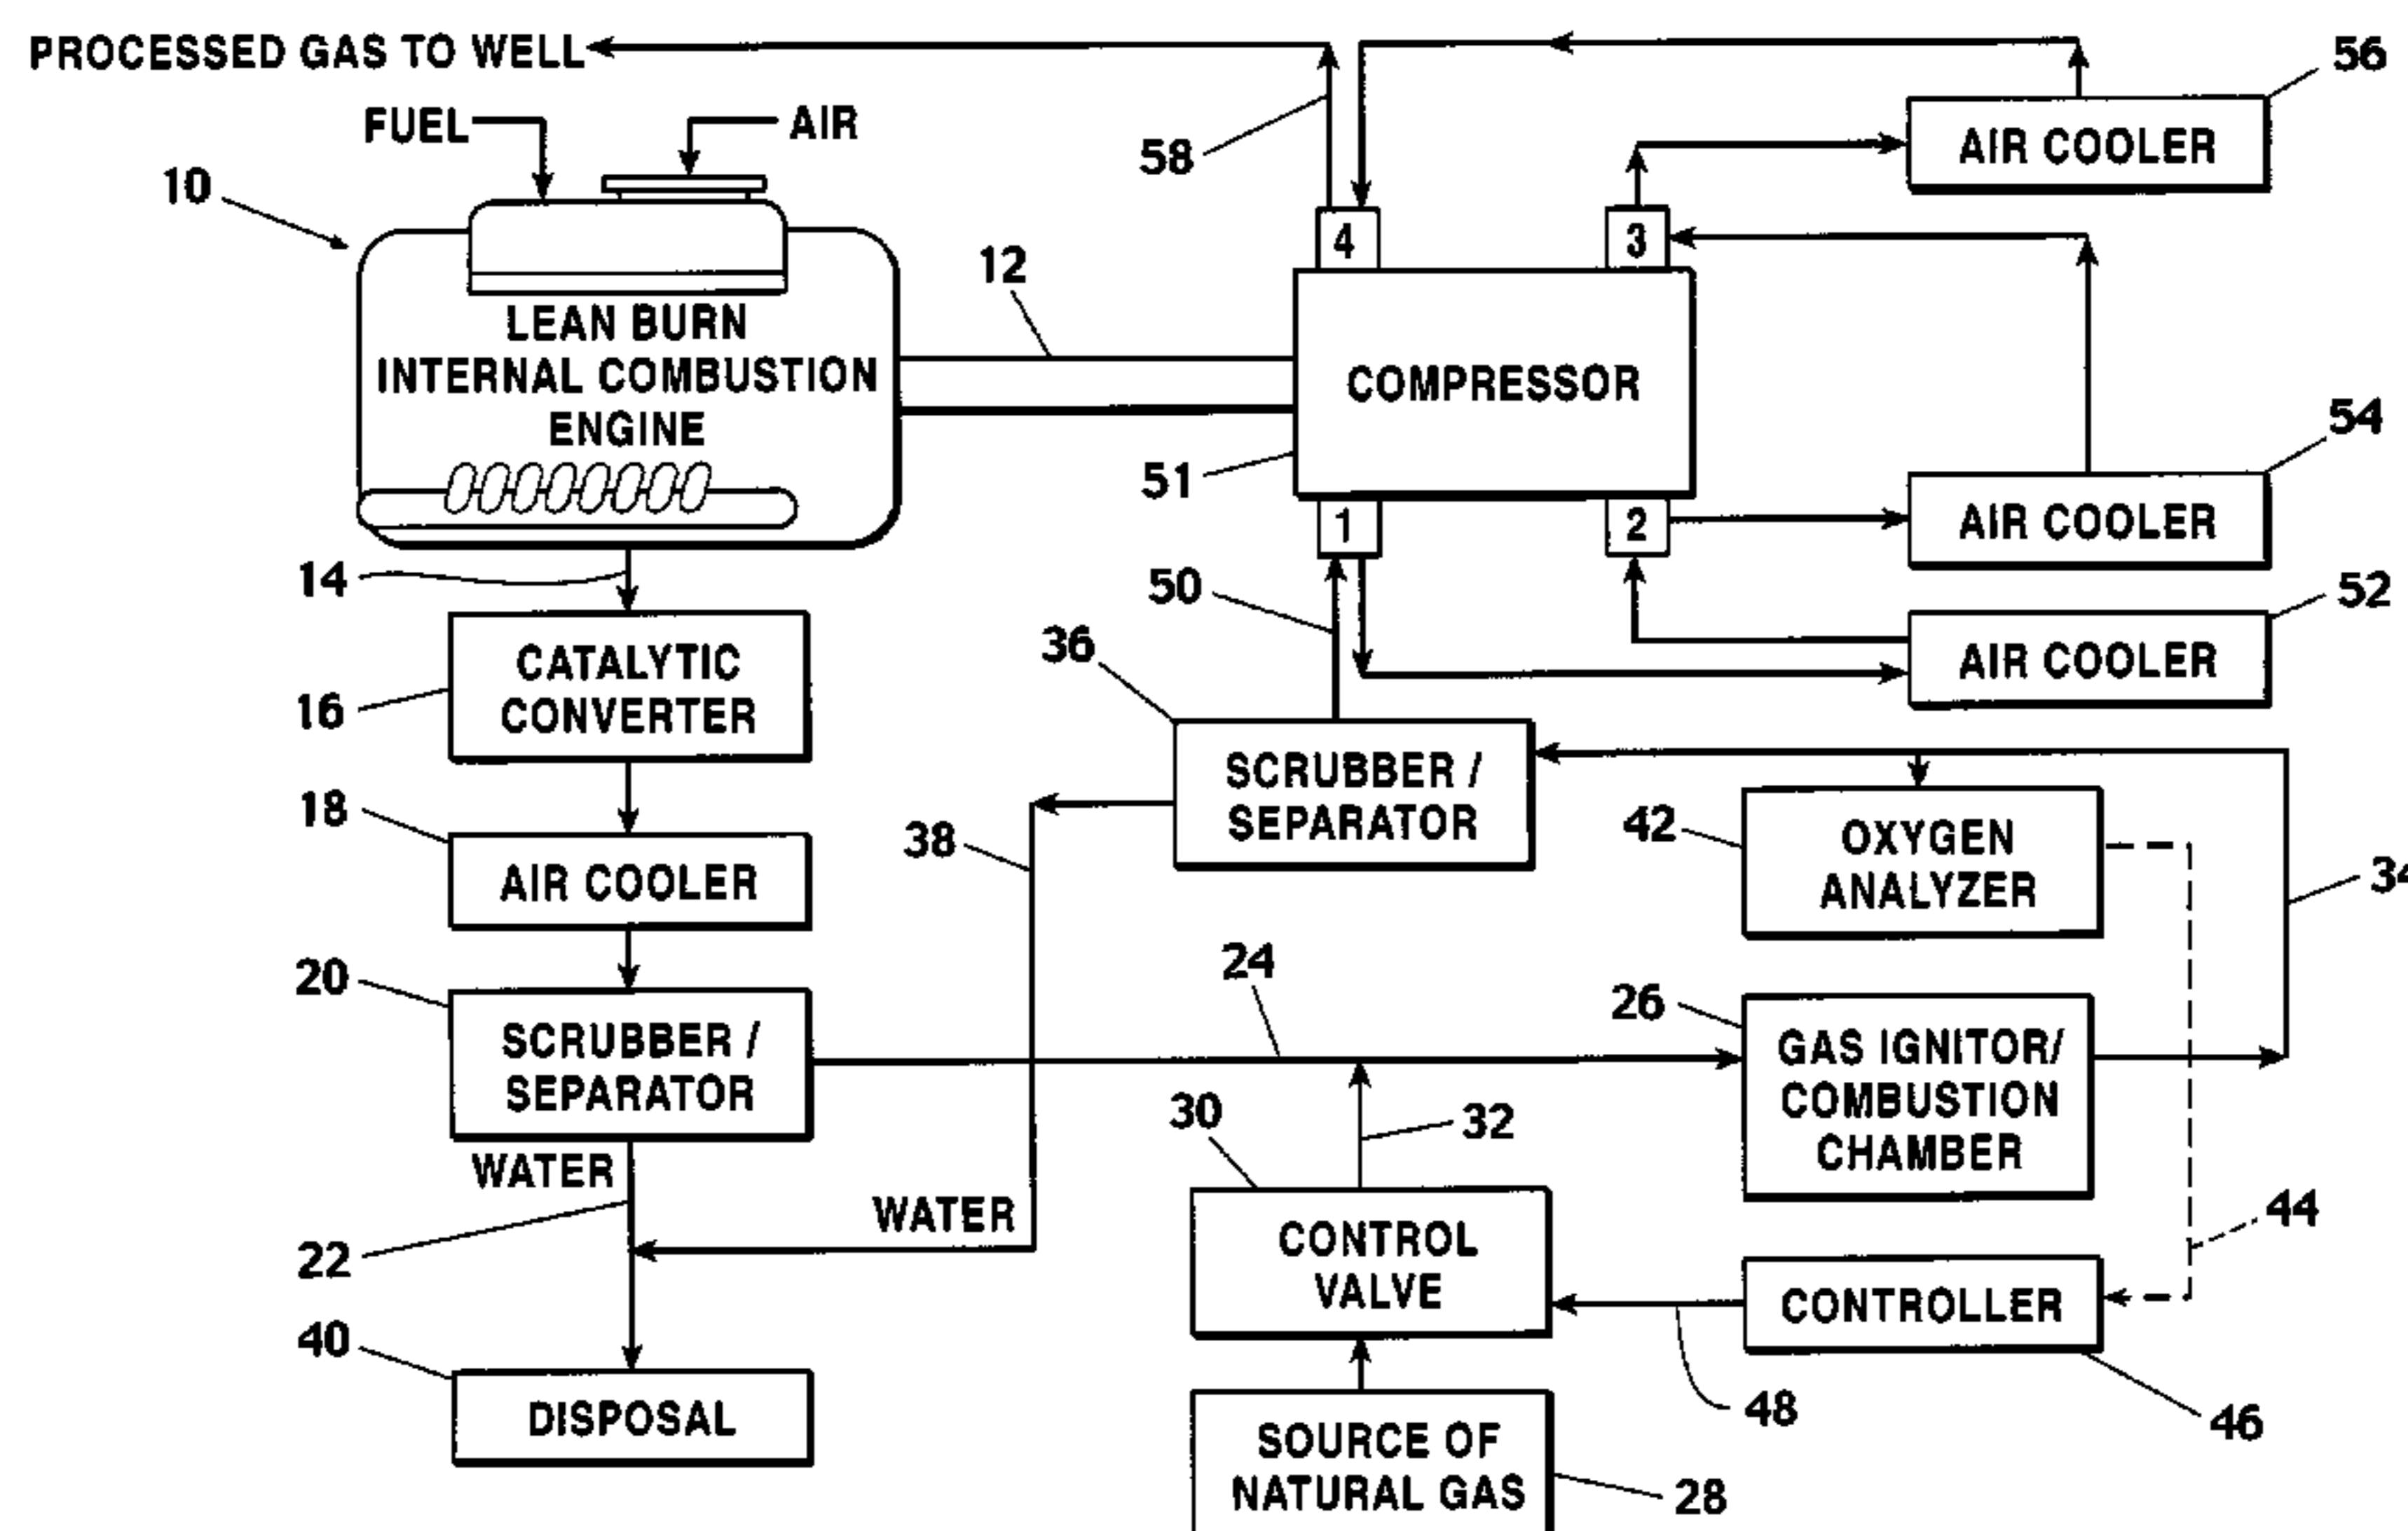 PROCESSED GAS TO WELL
FUEL
AIR
10
LEAN BURN
INTERNAL COMBUSTION
ENGINE
12
58
4
3
AIR COOLER
56
COMPRESSOR
51
1
2
AIR COOLER
54
AIR COOLER
52
14
50
36
CATALYTIC
CONVERTER
16
SCRUBBER /
SEPARATOR
18
AIR COOLER
38
42
OXYGEN
ANALYZER
34
20
SCRUBBER /
SEPARATOR
24
26
GAS IGNITOR/
COMBUSTION
CHAMBER
WATER
22
WATER
30
32
CONTROL
VALVE
44
CONTROLLER
40
DISPOSAL
48
46
SOURCE OF
NATURAL GAS
28